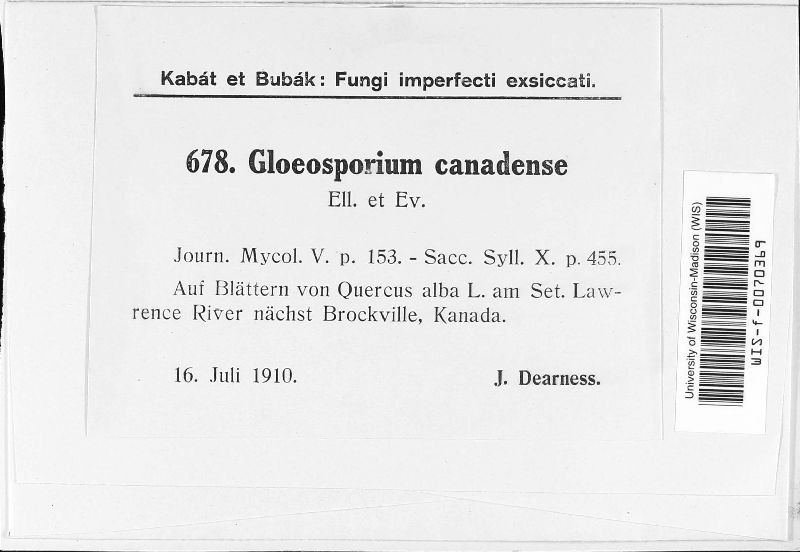 Kabát et Bubák: Fungi imperfecti exsiccati.
678. Gloeosporium canadense
Ell. et Ev.
Journ. Mycol. V. p. 153. - Sacc. Syll. X. p. 455.
Auf Blättern von Quercus alba L. am Set. Law-
rence River nächst Brockville, Kanada.
16. Juli 1910. J. Dearness.
University of Wisconsin-Madison (WIS)
WIS-f-0070369